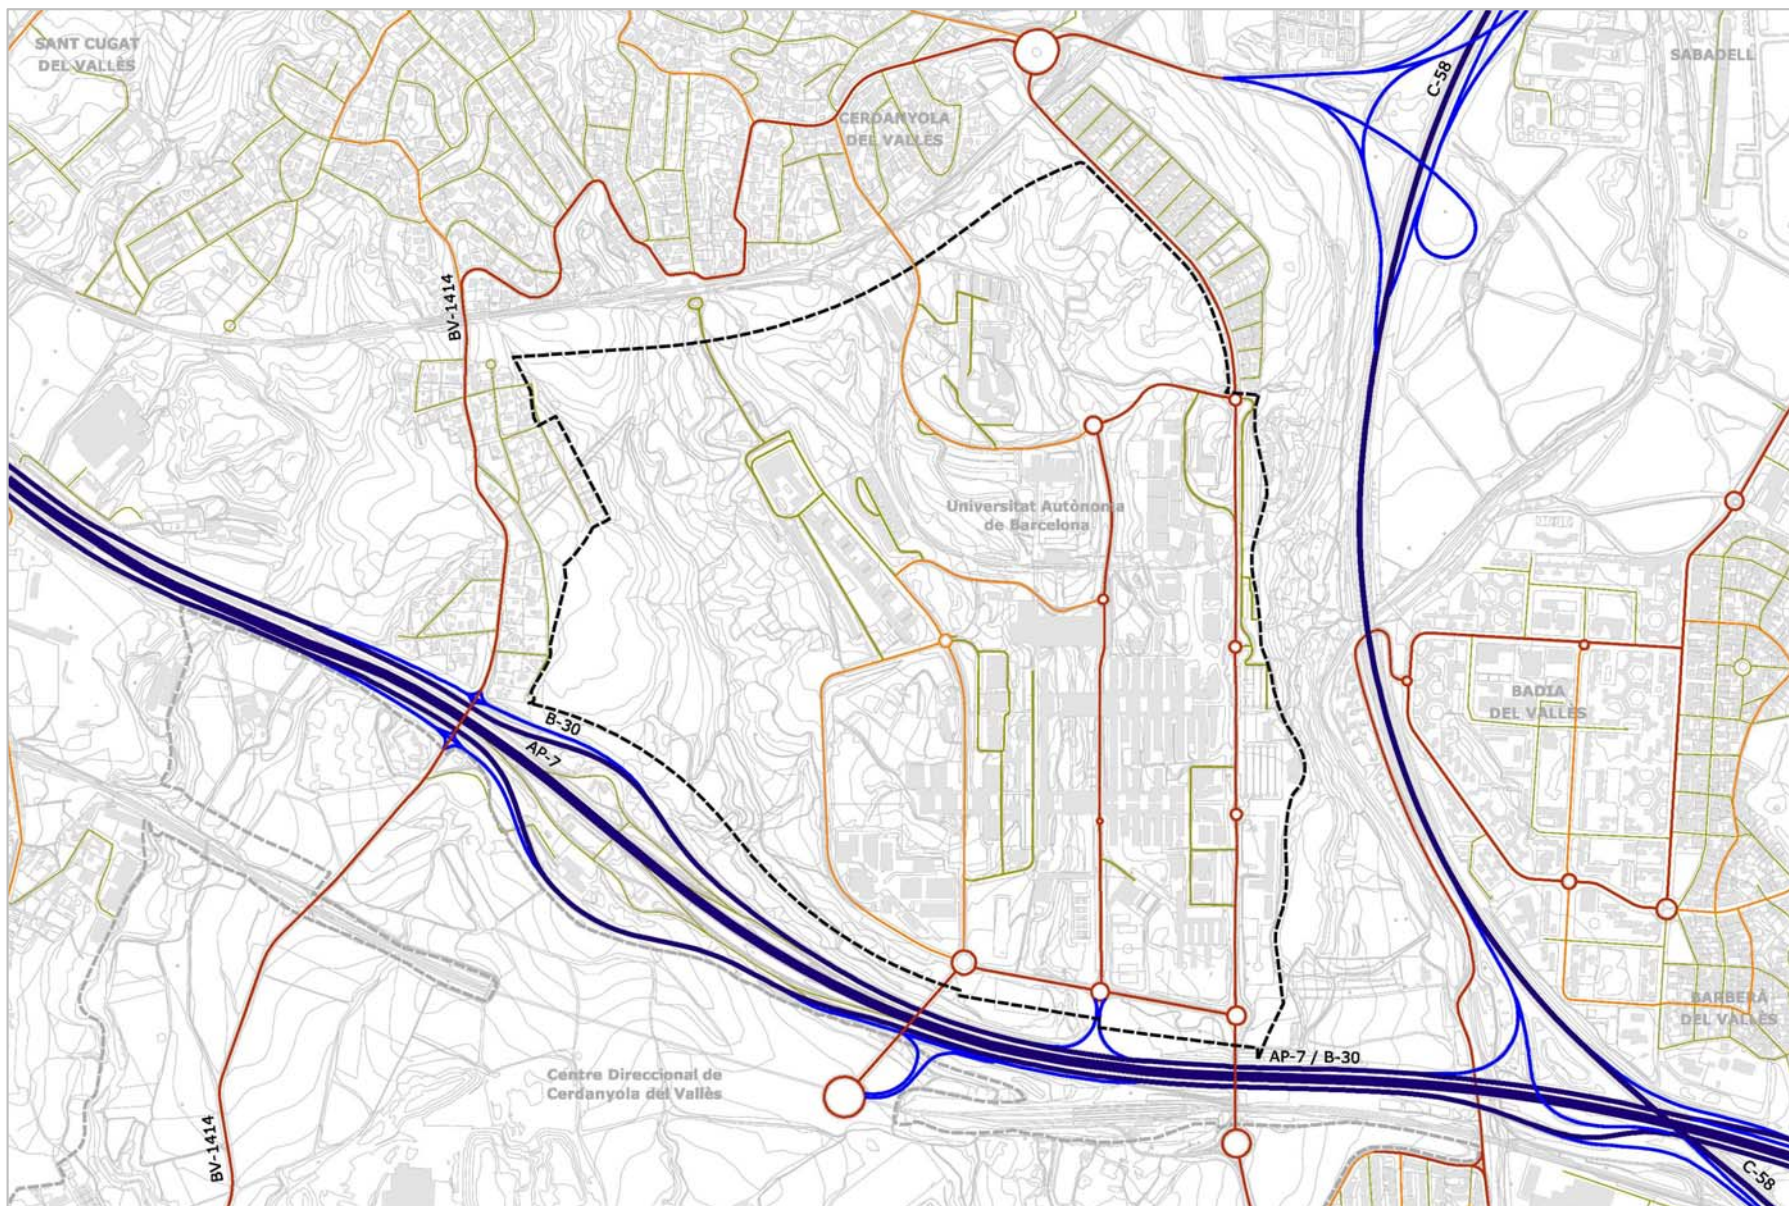 SANT CUGAT
DEL VALLÈS
C-58
SABADELL
CERDANYOLA
DEL VALLÈS
BV-1414
Universitat Autònoma
de Barcelona
BADIA
DEL VALLÈS
B-30
AP-7
BARBERÀ
DEL VALLÈS
AP-7 / B-30
Centre Direccional de
Cerdanyola del Vallès
BV-1414
C-58